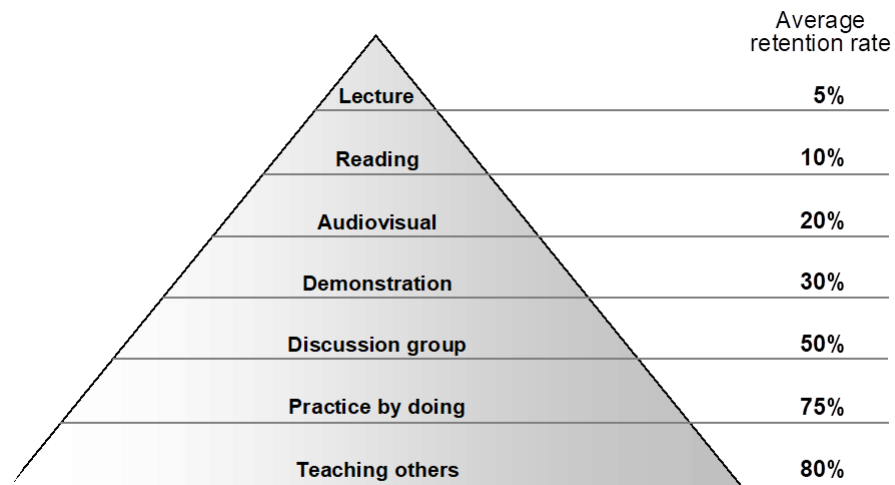 Average
retention rate
Lecture 5%
Reading 10%
Audiovisual 20%
Demonstration 30%
Discussion group 50%
Practice by doing 75%
Teaching others 80%